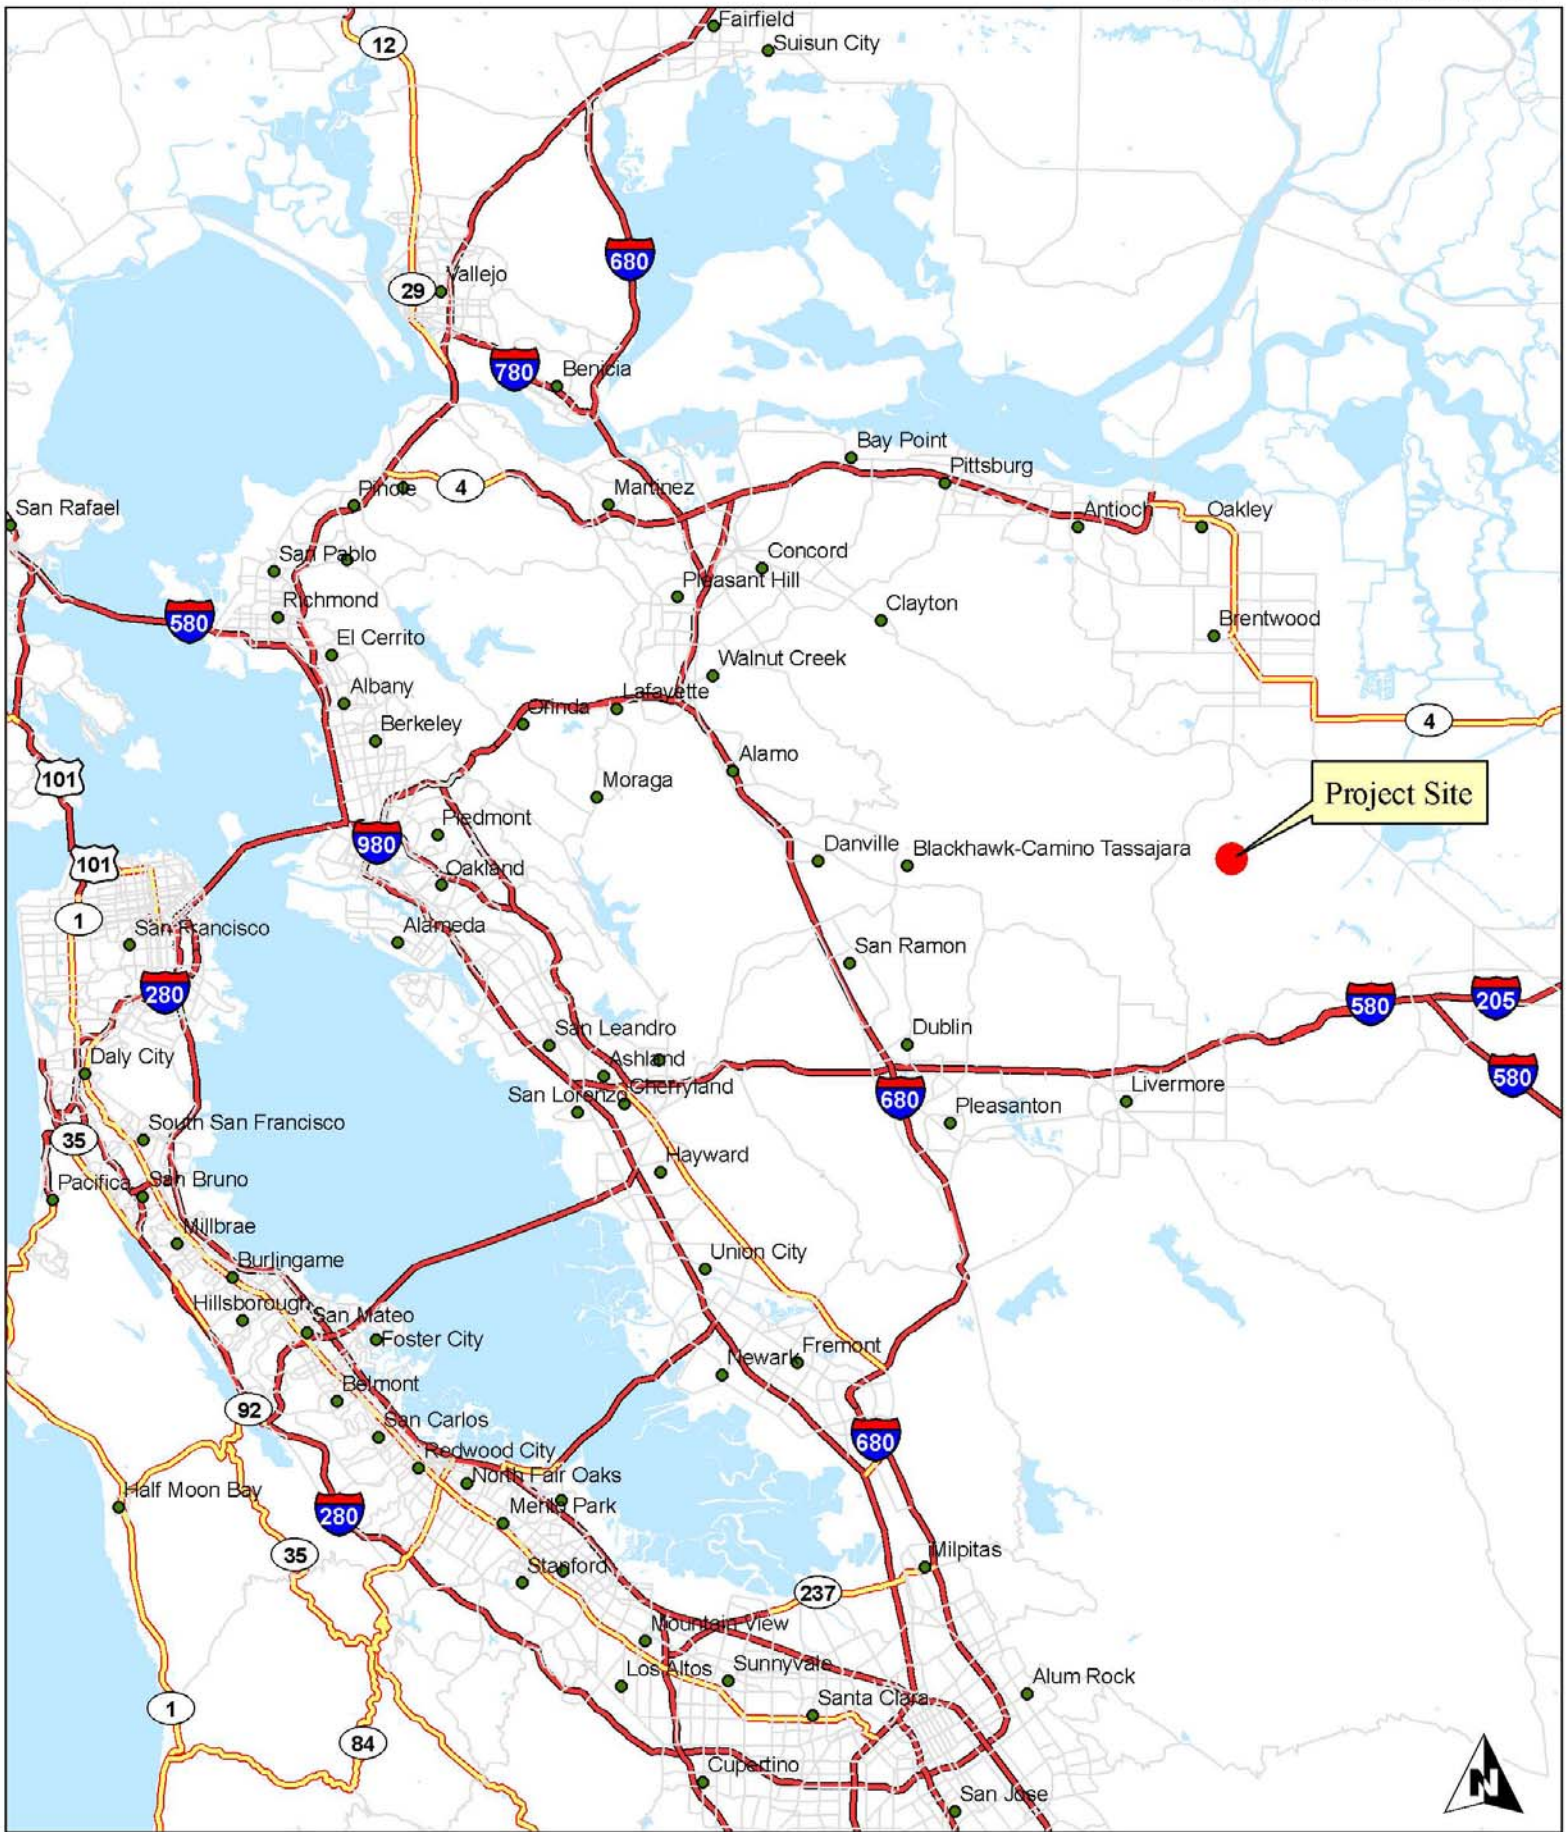 Fairfield
12
Suisun City
680
Vallejo
29
780
Benicia
Bay Point
Pittsburg
Pinole
4
Martinez
San Rafael
Antioch
Oakley
San Pablo
Concord
Pleasant Hill
580
Richmond
Clayton
Brentwood
El Cerrito
Walnut Creek
Albany
Lafayette
Orinda
Berkeley
4
Alamo
101
Moraga
Project Site
Piedmont
980
Danville
Blackhawk-Camino Tassajara
101
Oakland
1
San Francisco
Alameda
San Ramon
280
580
205
San Leandro
Dublin
Daly City
Ashland
580
San Lorenzo
Cherryland
680
Livermore
Pleasanton
South San Francisco
35
Hayward
Pacifica
San Bruno
Millbrae
Union City
Burlingame
Hillsborough
San Mateo
Foster City
Newark
Fremont
Belmont
92
San Carlos
680
Redwood City
North Fair Oaks
Half Moon Bay
Menlo Park
280
35
Milpitas
Stanford
237
Mountain View
Los Altos
Sunnyvale
Alum Rock
1
Santa Clara
84
Cupertino
San Jose
N